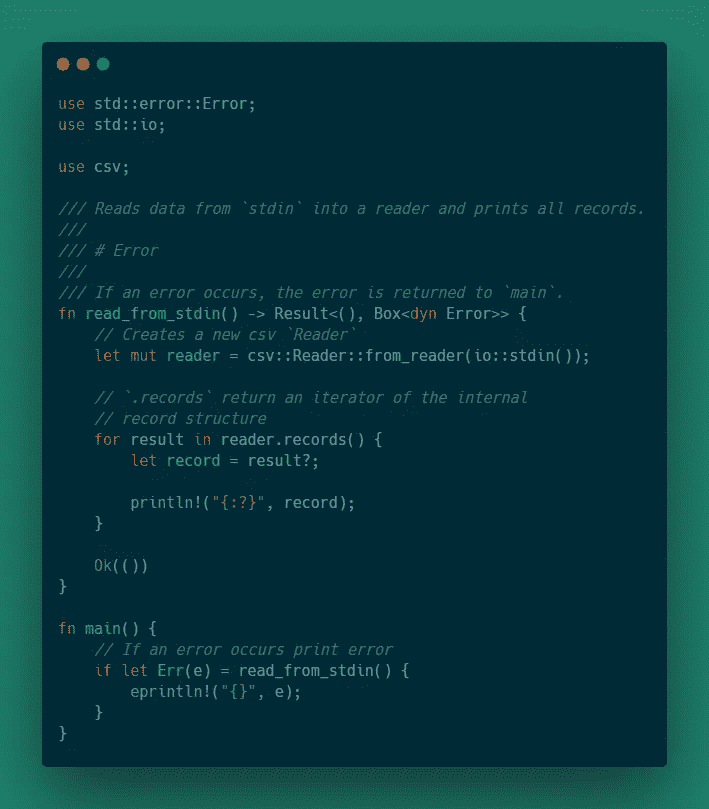 use std::error::Error;
use std::io;

use csv;

/// Reads data from `stdin` into a reader and prints all records.
///
/// # Error
///
/// If an error occurs, the error is returned to `main`.
fn read_from_stdin() -> Result<(), Box<dyn Error>> {
    // Creates a new csv `Reader`
    let mut reader = csv::Reader::from_reader(io::stdin());

    // `.records` return an iterator of the internal
    // record structure
    for result in reader.records() {
        let record = result?;

        println!("{:?}", record);
    }

    Ok(())
}

fn main() {
    // If an error occurs print error
    if let Err(e) = read_from_stdin() {
        eprintln!("{}", e);
    }
}